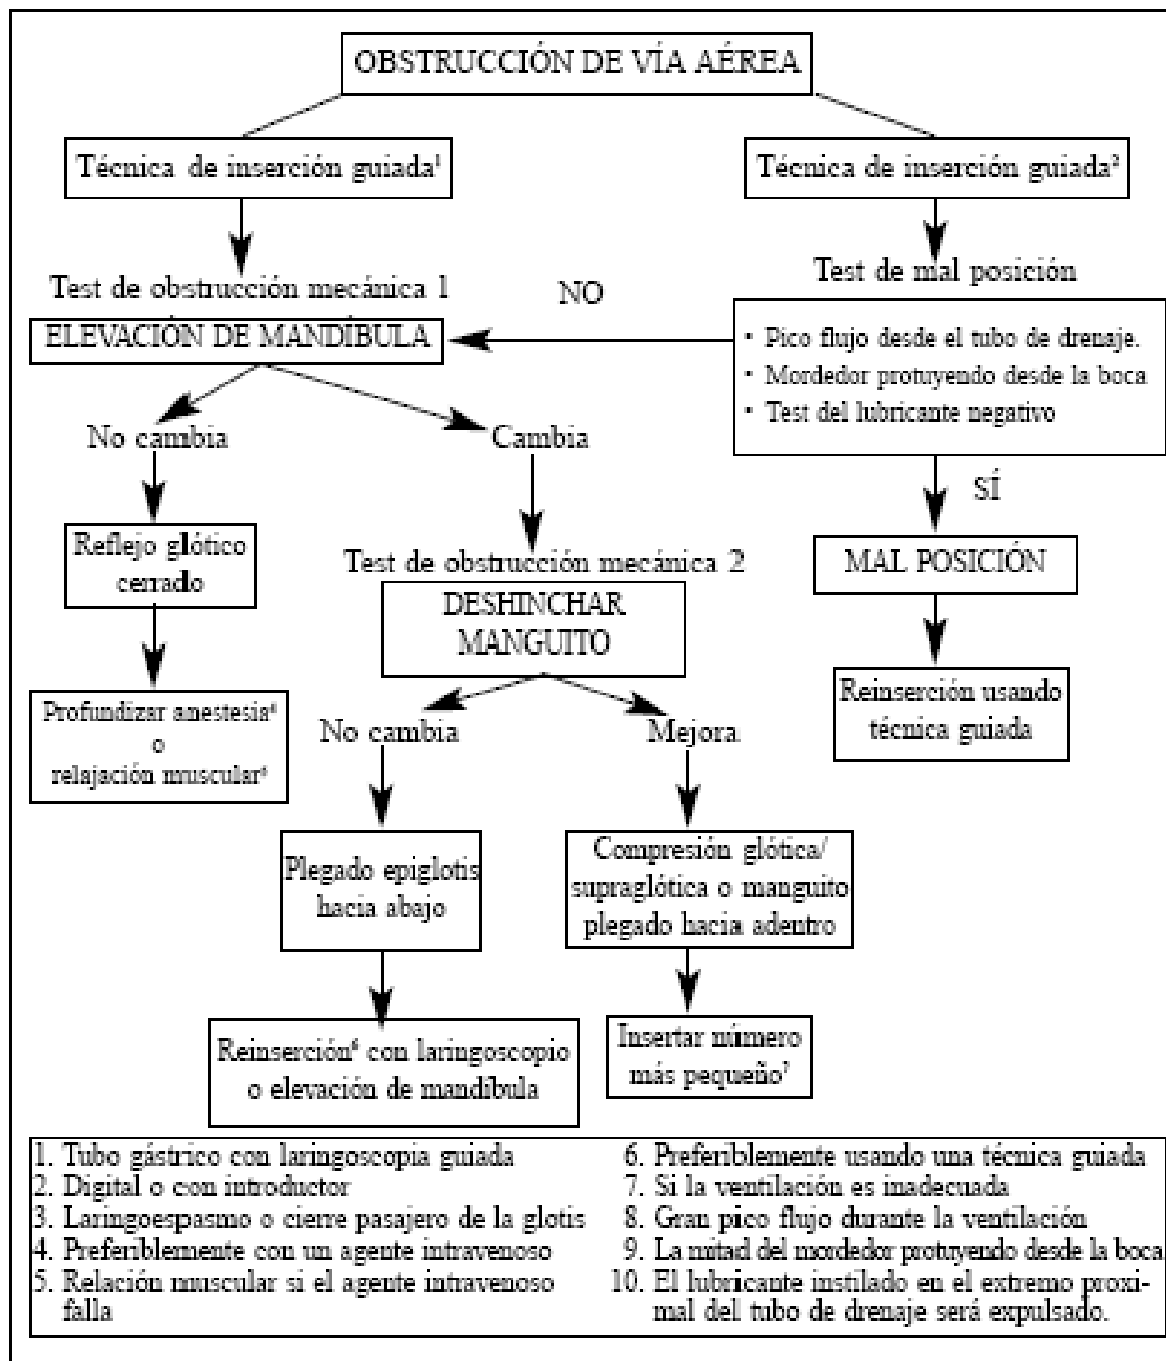 OBSTRUCCIÓN DE VÍA AÉREA
Técnica de inserción guiada¹
Técnica de inserción guiada²
Test de obstrucción mecánica 1
NO
Test de mal posición
ELEVACIÓN DE MANDÍBULA
• Pico flujo desde el tubo de drenaje.
• Mordedor protuyendo desde la boca
• Test del lubricante negativo
No cambia
Cambia
SÍ
Reflejo glótico
cerrado
Test de obstrucción mecánica 2
DESHINCHAR
MANGUITO
MAL POSICIÓN
Profundizar anestesia⁴
o
relajación muscular⁴
No cambia
Mejora
Reinserción usando
técnica guiada
Plegado epiglotis
hacia abajo
Compresión glótica/
supraglótica o manguito
plegado hacia adentro
Reinserción⁶ con laringoscopio
o elevación de mandíbula
Insertar número
más pequeño⁷
1. Tubo gástrico con laringoscopia guiada
2. Digital o con introductor
3. Laringoespasmo o cierre pasajero de la glotis
4. Preferiblemente con un agente intravenoso
5. Relación muscular si el agente intravenoso
falla
6. Preferiblemente usando una técnica guiada
7. Si la ventilación es inadecuada
8. Gran pico flujo durante la ventilación
9. La mitad del mordedor protuyendo desde la boca
10. El lubricante instilado en el extremo proxi-
mal del tubo de drenaje será expulsado.